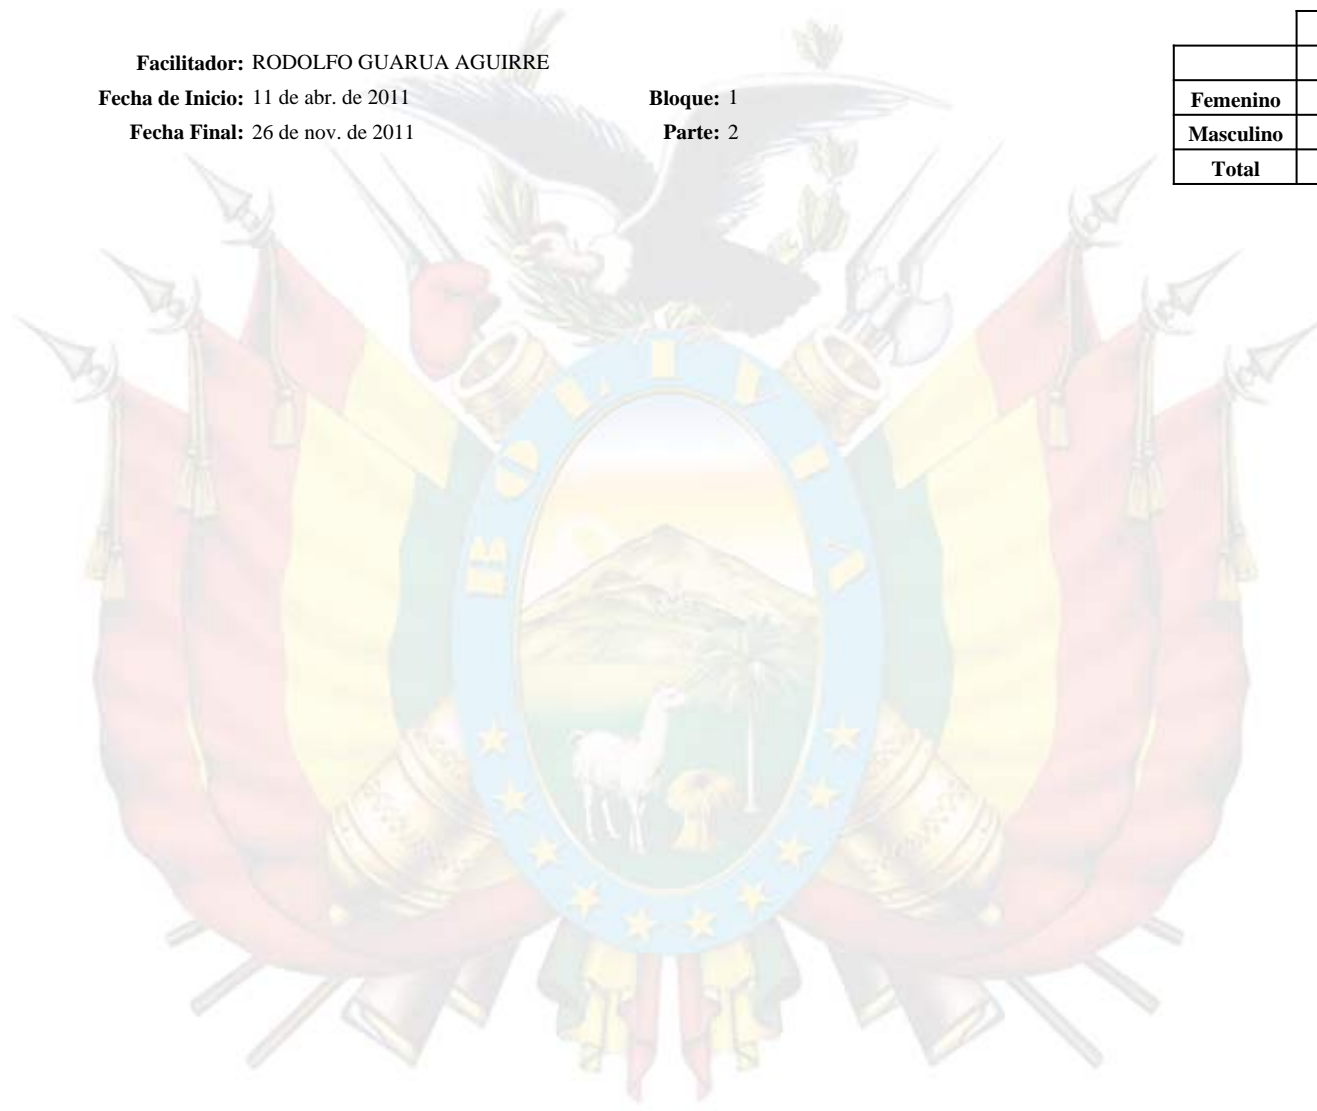 Facilitador: RODOLFO GUARUA AGUIRRE
Fecha de Inicio: 11 de abr. de 2011 Bloque: 1
Fecha Final: 26 de nov. de 2011 Parte: 2
Femenino
Masculino
Total
BOLIVIA